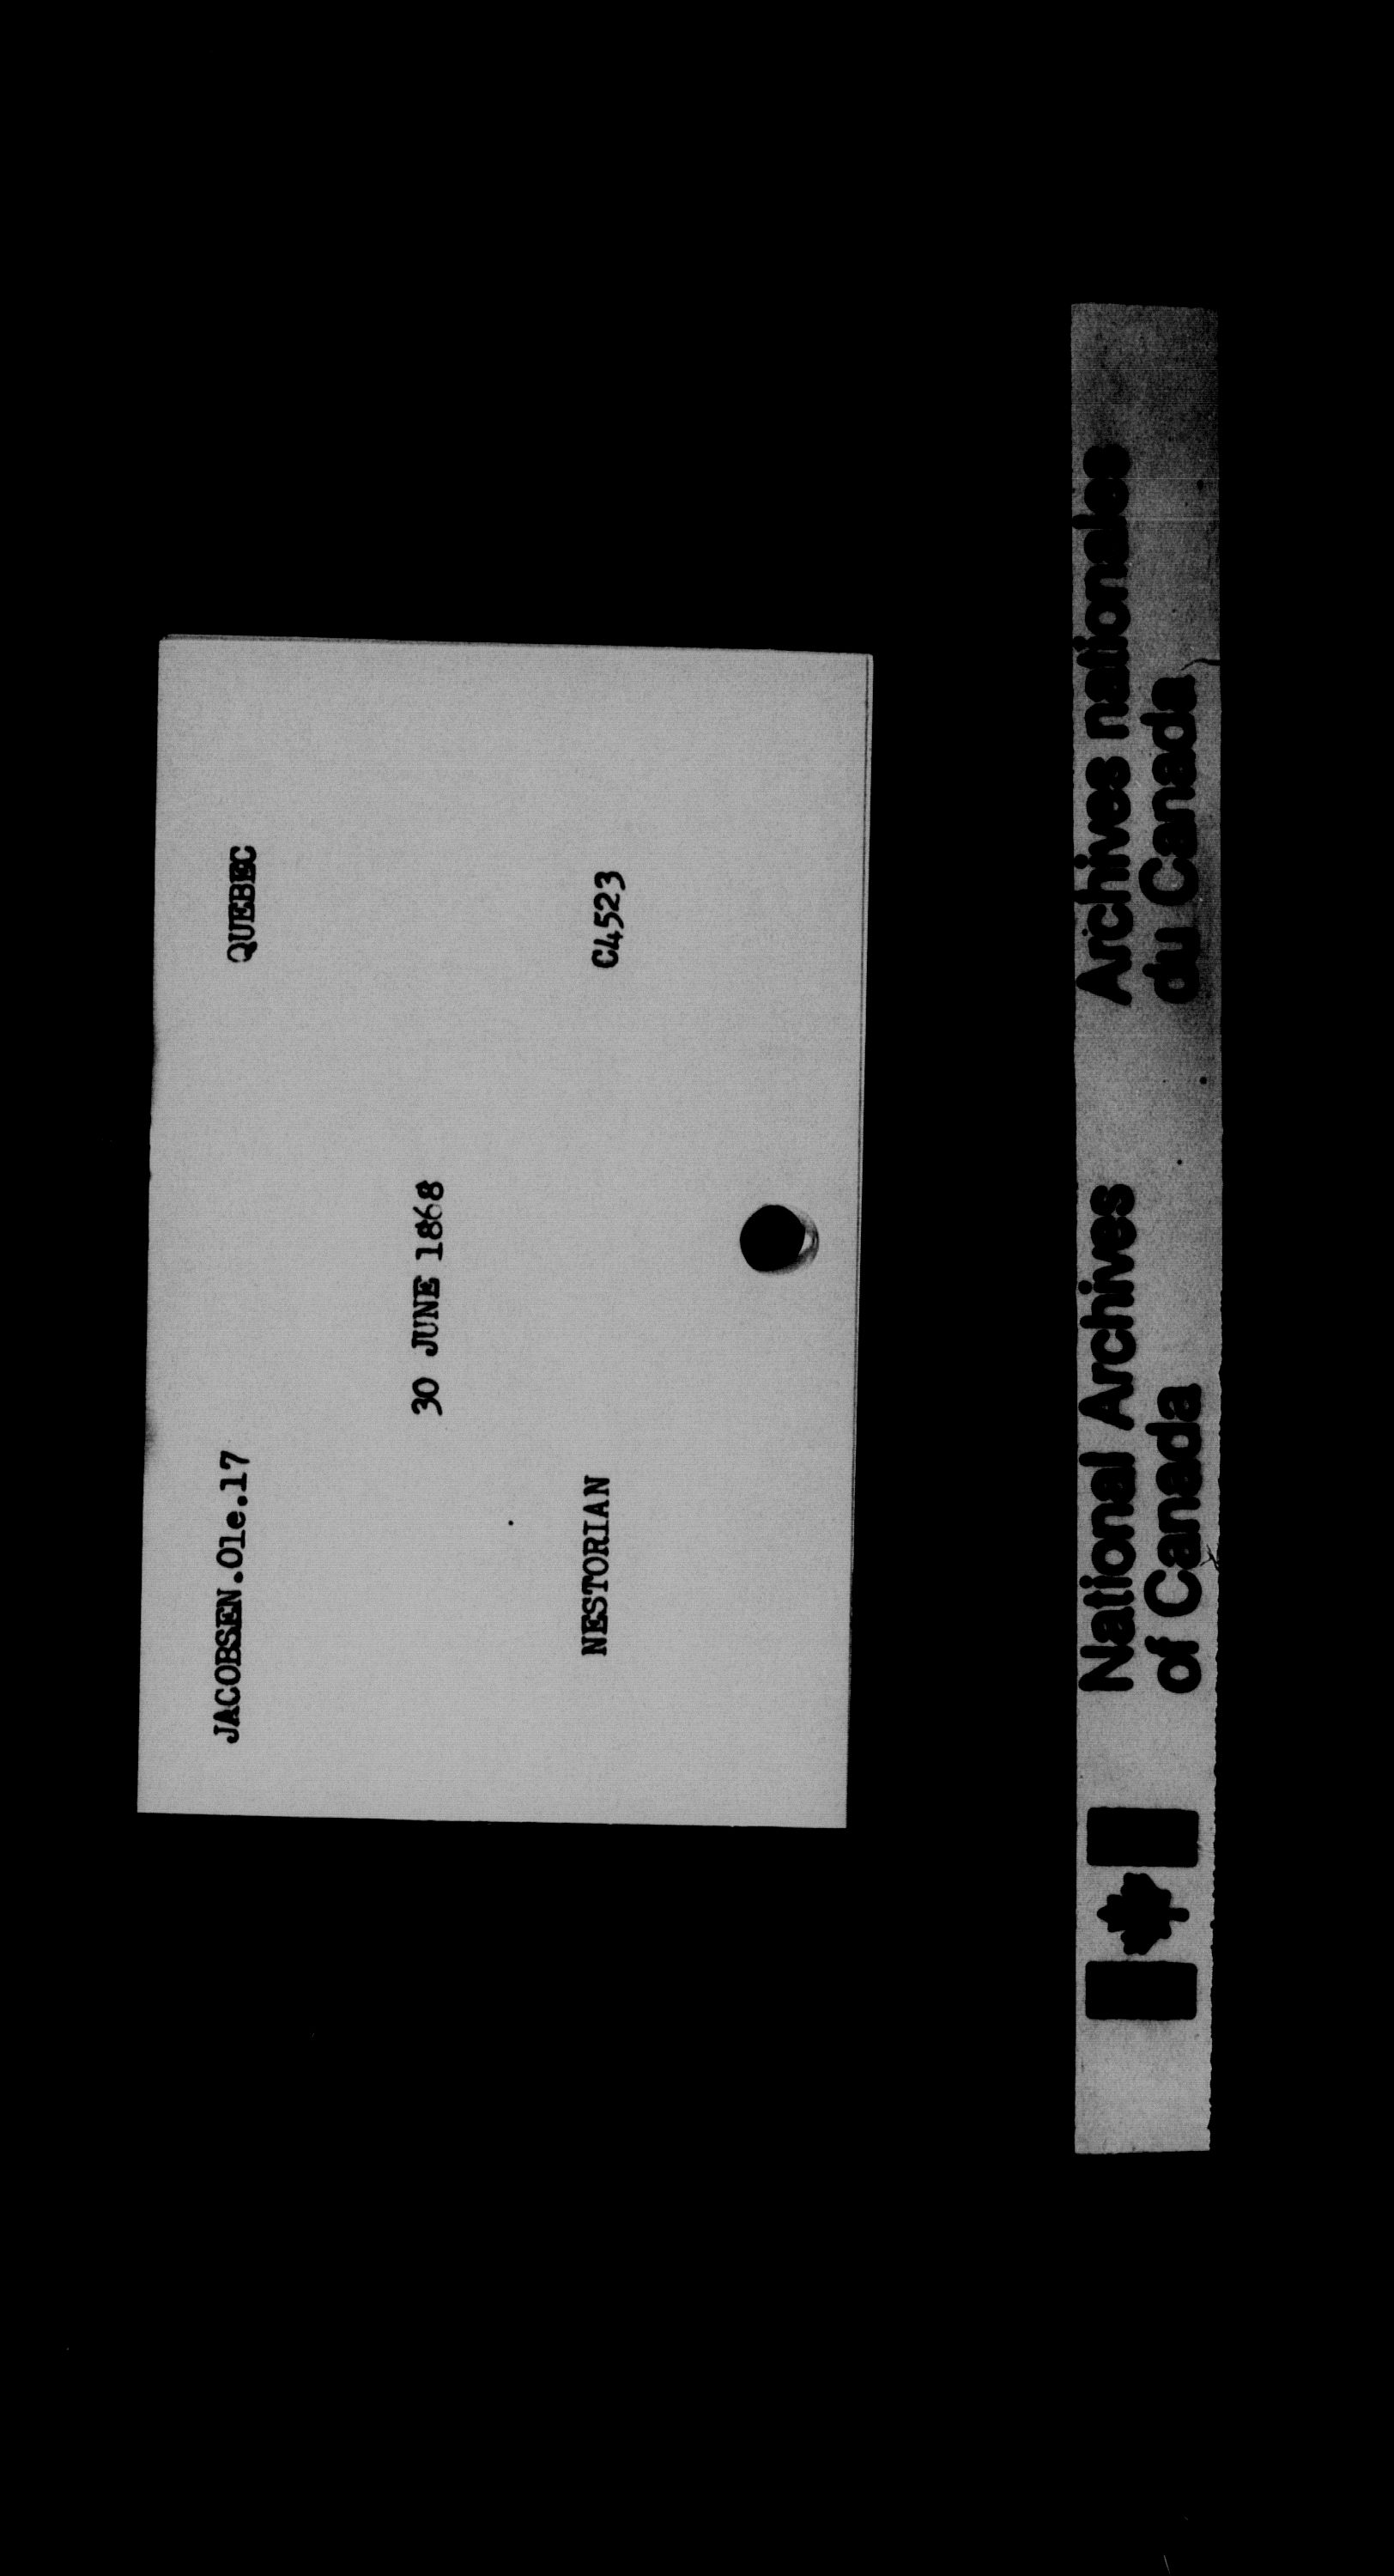 JACOBSEN.Ole.17 QUEBEC
30 JUNE 1868
NESTORIAN C4523
National Archives of Canada
Archives nationales du Canada